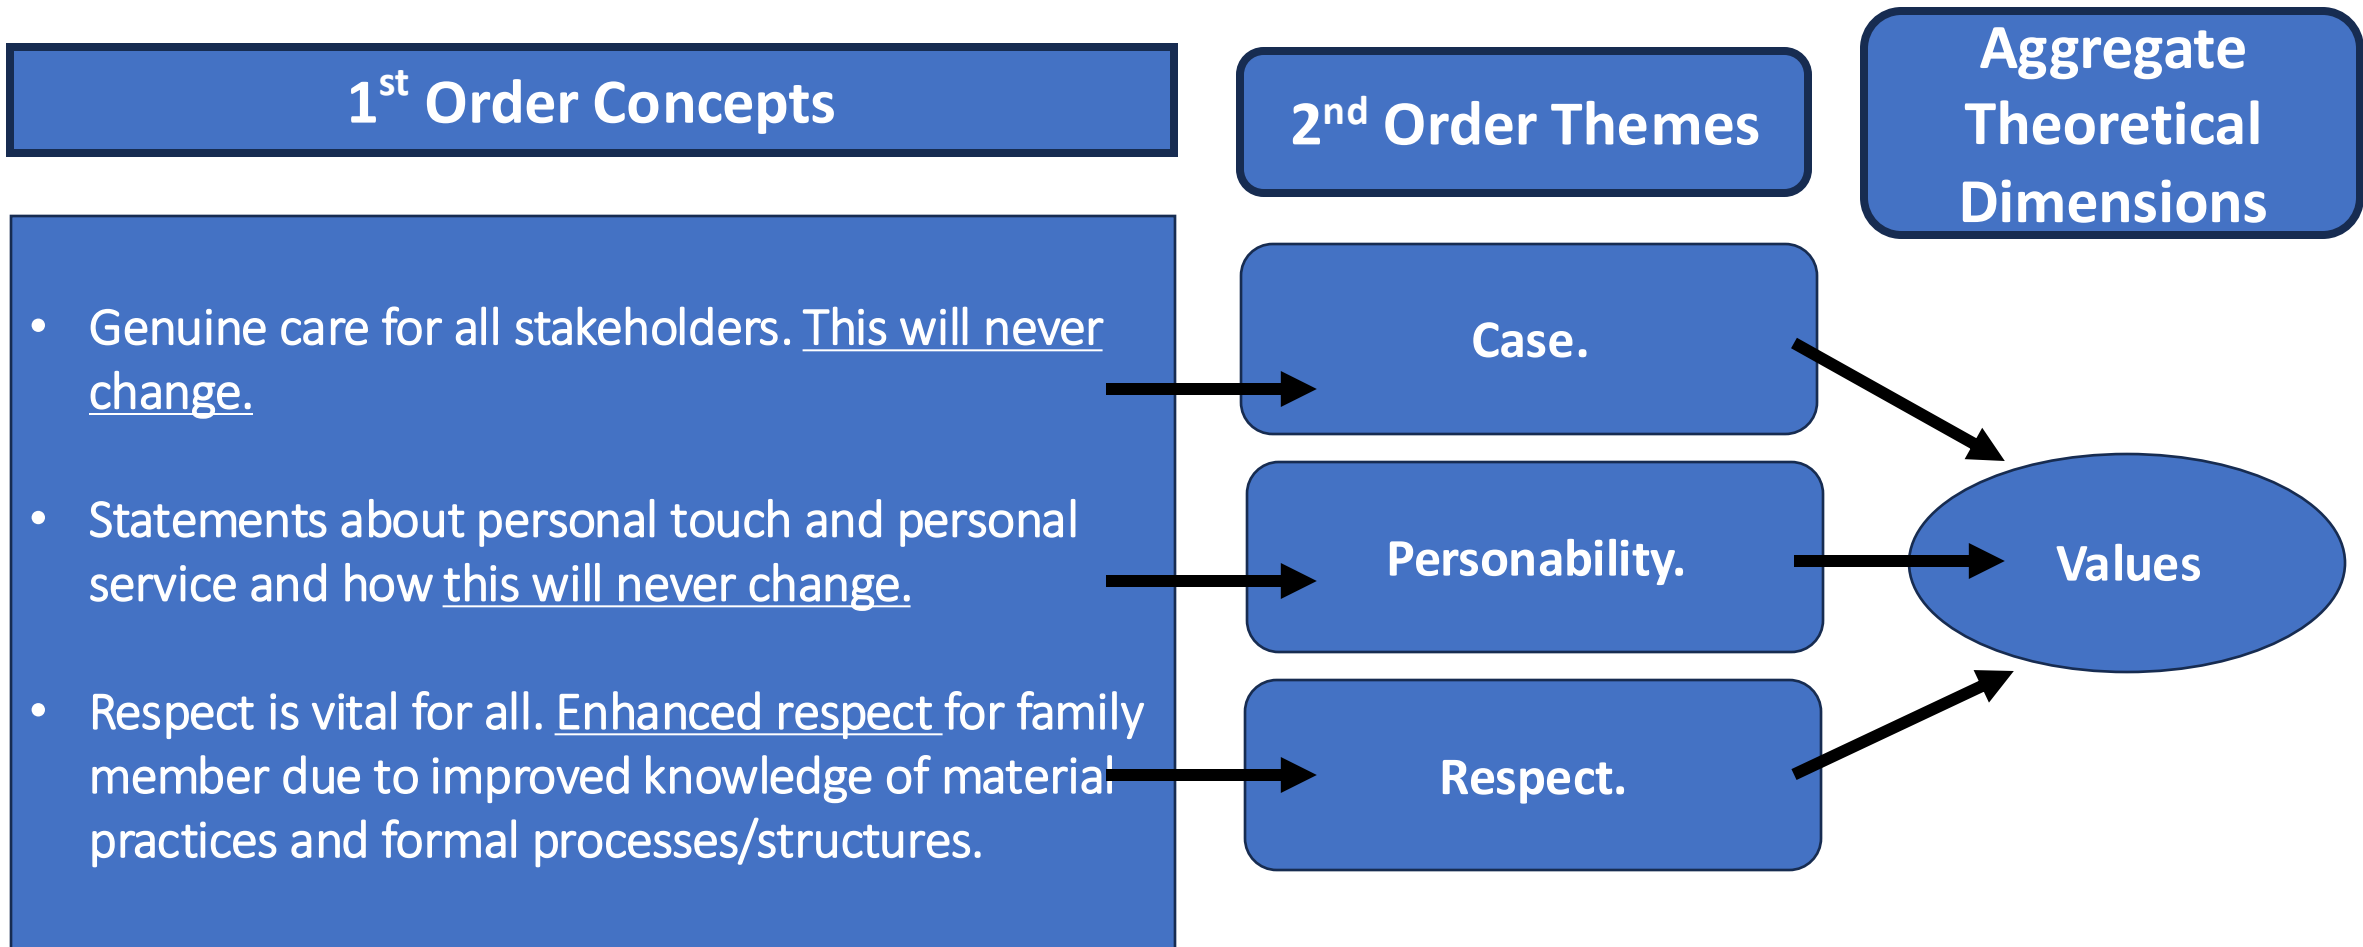 1st Order Concepts
2nd Order Themes
Aggregate
Theoretical
Dimensions
• Genuine care for all stakeholders. This will never
change.
• Statements about personal touch and personal
service and how this will never change.
• Respect is vital for all. Enhanced respect for family
member due to improved knowledge of material
practices and formal processes/structures.
Case.
Personability.
Respect.
Values